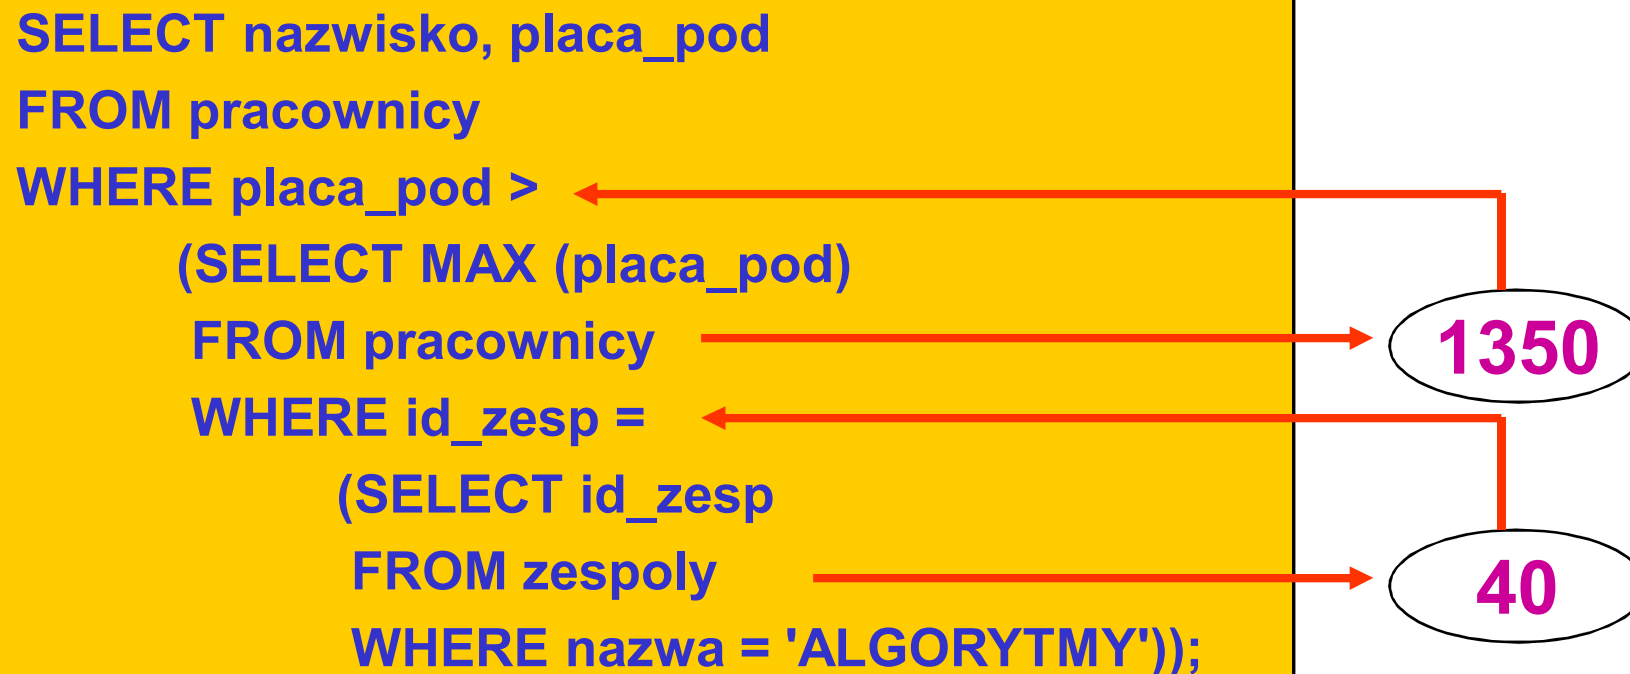 SELECT nazwisko, placa_pod
FROM pracownicy
WHERE placa_pod >
(SELECT MAX (placa_pod)
FROM pracownicy
1350
WHERE id_zesp =
(SELECT id_zesp
FROM zespoly
40
WHERE nazwa = 'ALGORYTMY'));